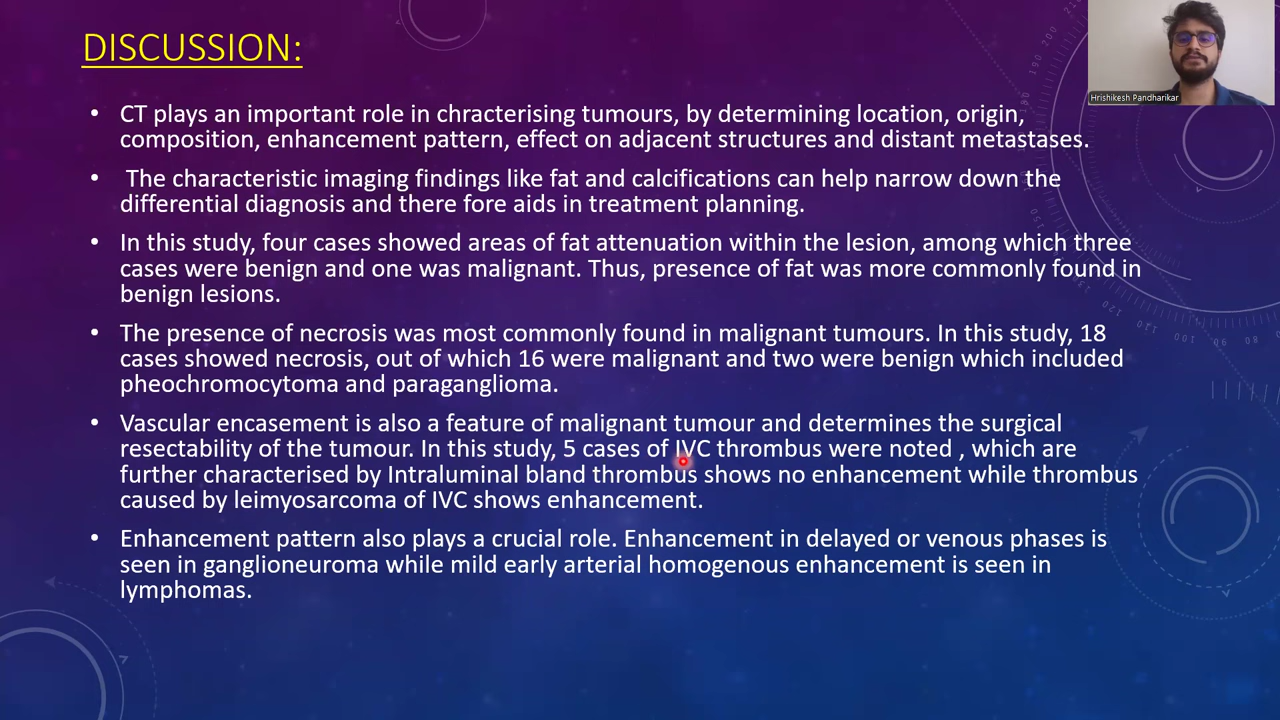 DISCUSSION:
Hrishikesh Pandharikar
• CT plays an important role in chracterising tumours, by determining location, origin,
composition, enhancement pattern, effect on adjacent structures and distant metastases.
• The characteristic imaging findings like fat and calcifications can help narrow down the
differential diagnosis and there fore aids in treatment planning.
• In this study, four cases showed areas of fat attenuation within the lesion, among which three
cases were benign and one was malignant. Thus, presence of fat was more commonly found in
benign lesions.
• The presence of necrosis was most commonly found in malignant tumours. In this study, 18
cases showed necrosis, out of which 16 were malignant and two were benign which included
pheochromocytoma and paraganglioma.
• Vascular encasement is also a feature of malignant tumour and determines the surgical
resectability of the tumour. In this study, 5 cases of IVC thrombus were noted , which are
further characterised by Intraluminal bland thrombus shows no enhancement while thrombus
caused by leimyosarcoma of IVC shows enhancement.
• Enhancement pattern also plays a crucial role. Enhancement in delayed or venous phases is
seen in ganglioneuroma while mild early arterial homogenous enhancement is seen in
lymphomas.